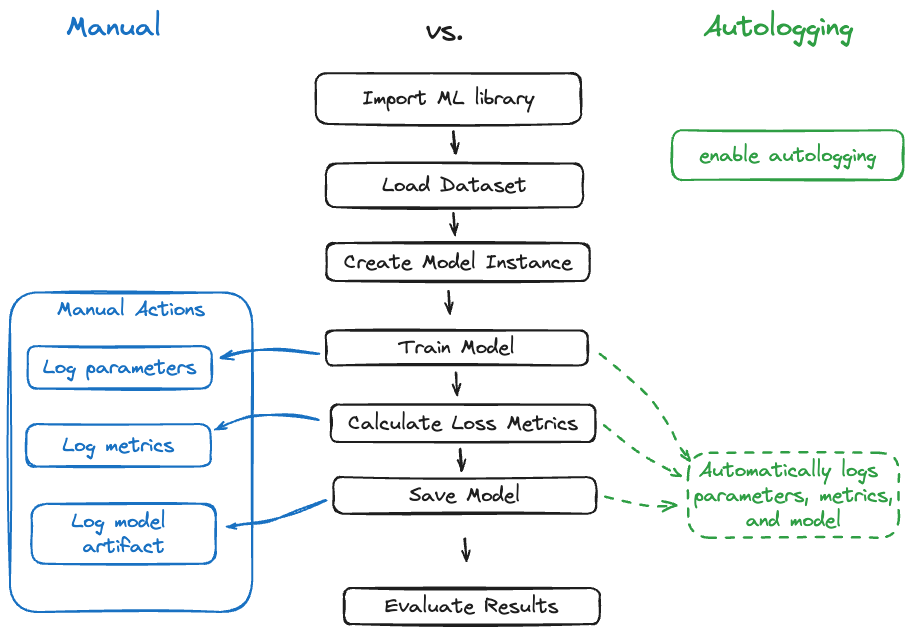 Manual
vs.
Autologging
Import ML library
enable autologging
Load Dataset
Create Model Instance
Manual Actions
Train Model
Log parameters
Calculate Loss Metrics
Log metrics
Automatically logs
parameters, metrics,
and model
Save Model
Log model
artifact
Evaluate Results